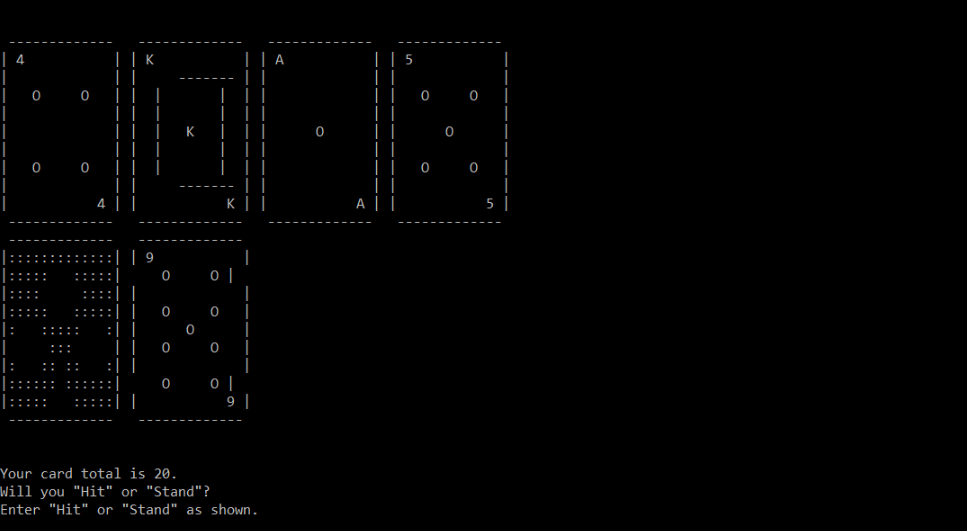 -------------   -------------   -------------   -------------
| 4           | | K           | | A           | | 5           |
|             | |     ------- | |             | |             |
|   O     O   | |  |       |  | |             | |   O     O   |
|             | |  |       |  | |             | |             |
|             | |  |   K   |  | |      O      | |      O      |
|             | |  |       |  | |             | |             |
|   O     O   | |  |       |  | |             | |   O     O   |
|             | |     ------- | |             | |             |
|           4 | |           K | |           A | |           5 |
 -------------   -------------   -------------   -------------
 -------------   -------------
|:::::::::::::| | 9           |
|:::::   :::::|     O     O |
|::::     ::::| |             |
|:::::   :::::| |   O     O   |
|:   :::::   :| |      O      |
|     :::     | |   O     O   |
|:   :: ::   :| |             |
|:::::: ::::::|     O     O |
|:::::   :::::| |           9 |
 -------------   -------------
Your card total is 20.
Will you "Hit" or "Stand"?
Enter "Hit" or "Stand" as shown.